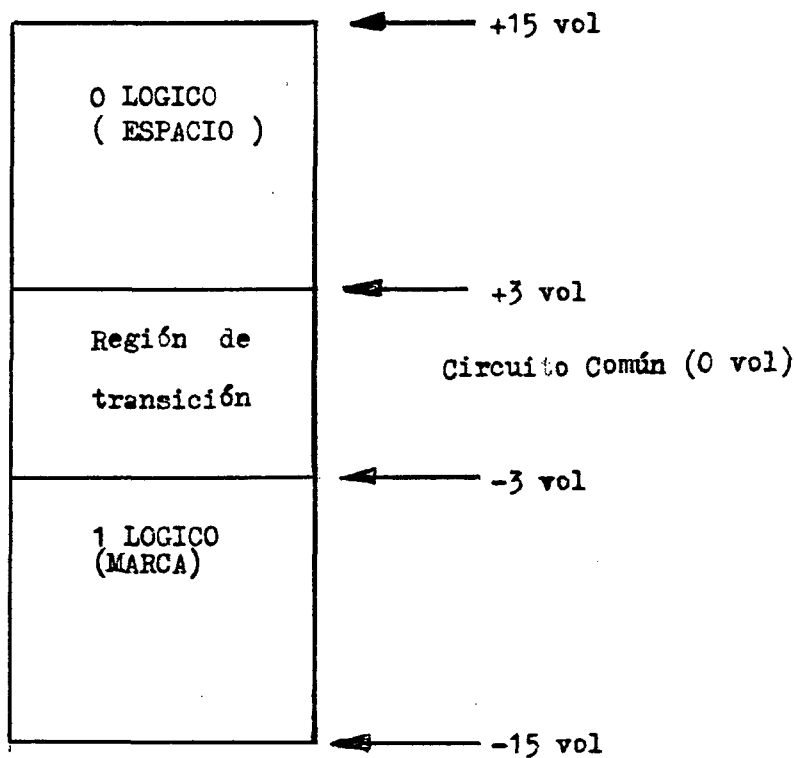 +15 vol
0 LOGICO
( ESPACIO )
+3 vol
Región de
transición
Circuito Común (0 vol)
-3 vol
1 LOGICO
(MARCA)
-15 vol